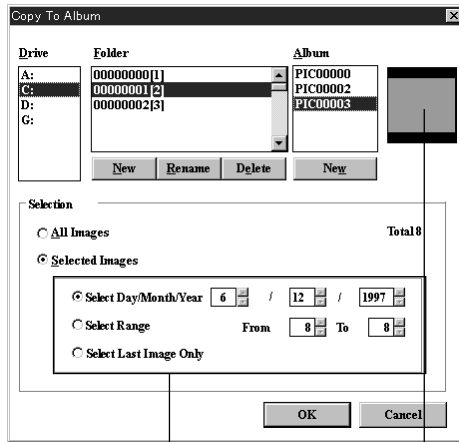 Copy To Album
Drive Folder Album
A:
C:
D:
G:
00000000[1]
00000001[2]
00000002[3]
PIC00000
PIC00002
PIC00003
New Rename Delete New
Selection
All Images Total 8
Selected Images
Select Day/Month/Year 6 / 12 / 1997
Select Range From 8 To 8
Select Last Image Only
OK Cancel